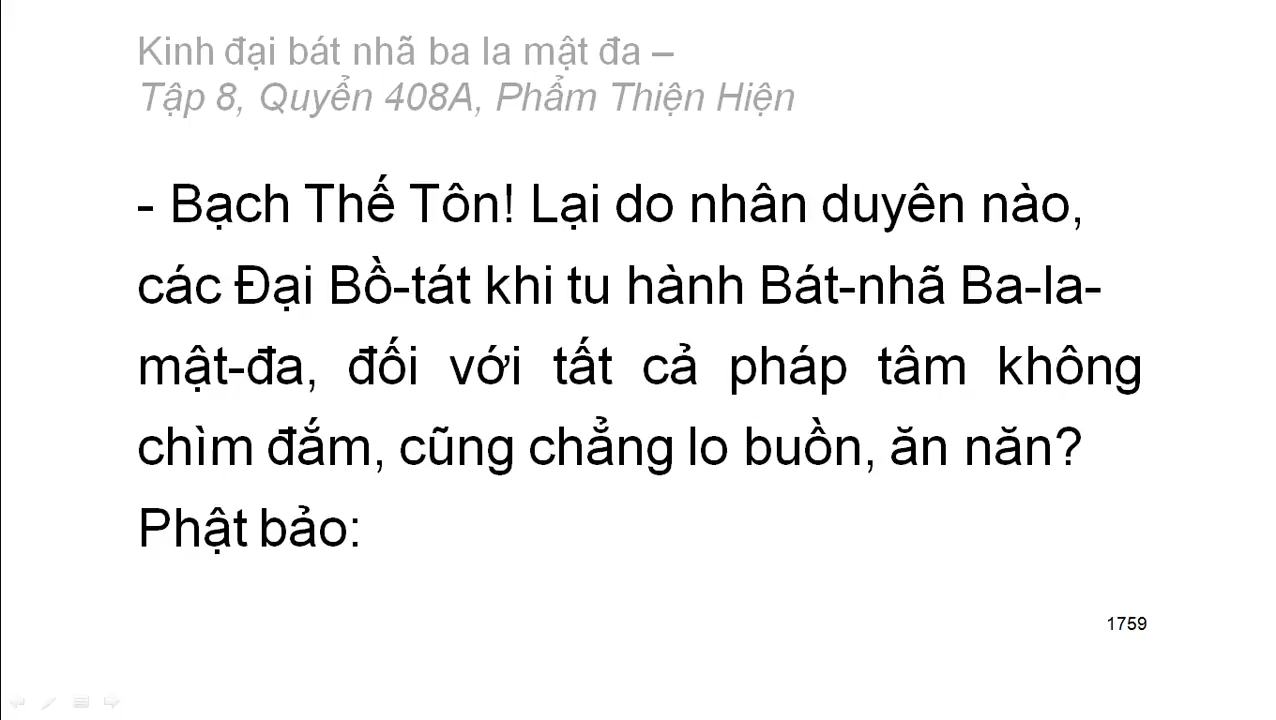 Kinh đại bát nhã ba la mật đa –
Tập 8, Quyển 408A, Phẩm Thiện Hiện
- Bạch Thế Tôn! Lại do nhân duyên nào,
các Đại Bồ-tát khi tu hành Bát-nhã Ba-la-
mật-đa, đối với tất cả pháp tâm không
chìm đắm, cũng chẳng lo buồn, ăn năn?
Phật bảo:
1759